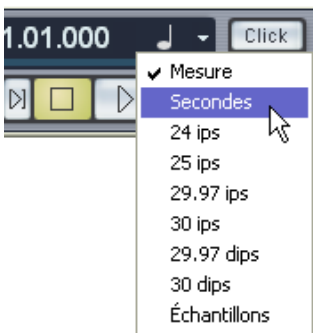 1.01.000 Click
Mesure
Secondes
24 ips
25 ips
29.97 ips
30 ips
29.97 dips
30 dips
Échantillons